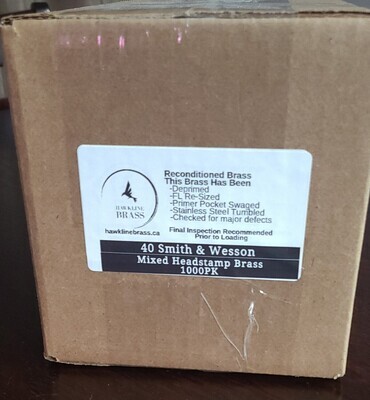 HAWKLINE
BRASS
hawklinebrass.ca
Reconditioned Brass
This Brass Has Been
-Deprimed
-FL Re-Sized
-Primer Pocket Swaged
-Stainless Steel Tumbled
-Checked for major defects
Final Inspection Recommended
Prior to Loading
40 Smith & Wesson
Mixed Headstamp Brass
1000PK